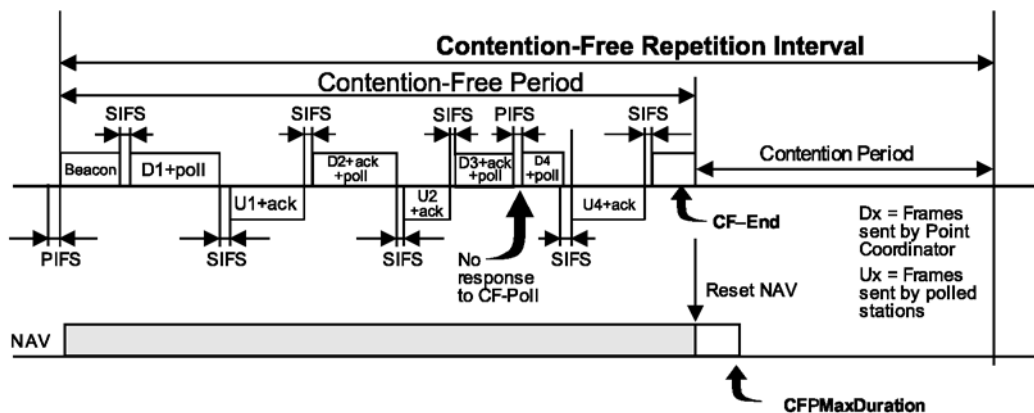 Contention-Free Repetition Interval
Contention-Free Period
SIFS
SIFS
SIFS
PIFS
SIFS
Beacon
D1+poll
D2+ack
+poll
D3+ack
+poll
D4
+poll
Contention Period
U1+ack
U2
+ack
U4+ack
CF–End
PIFS
SIFS
SIFS
No
response
to CF-Poll
SIFS
Dx = Frames
sent by Point
Coordinator
Ux = Frames
sent by polled
stations
Reset NAV
NAV
CFPMaxDuration